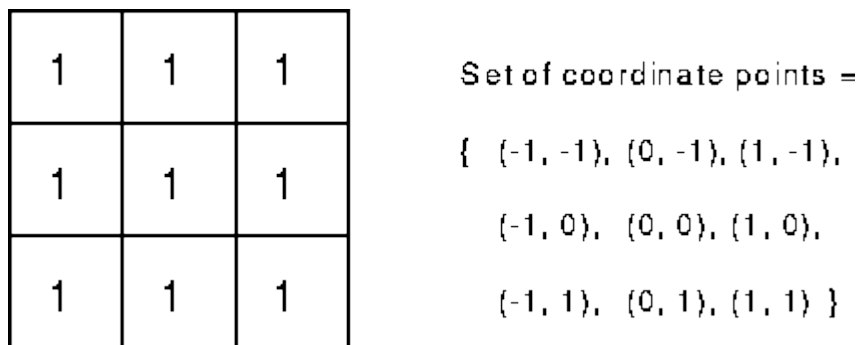 1 1 1
1 1 1
1 1 1
Set of coordinate points =
{ (-1, -1), (0, -1), (1, -1),
(-1, 0), (0, 0), (1, 0),
(-1, 1), (0, 1), (1, 1) }